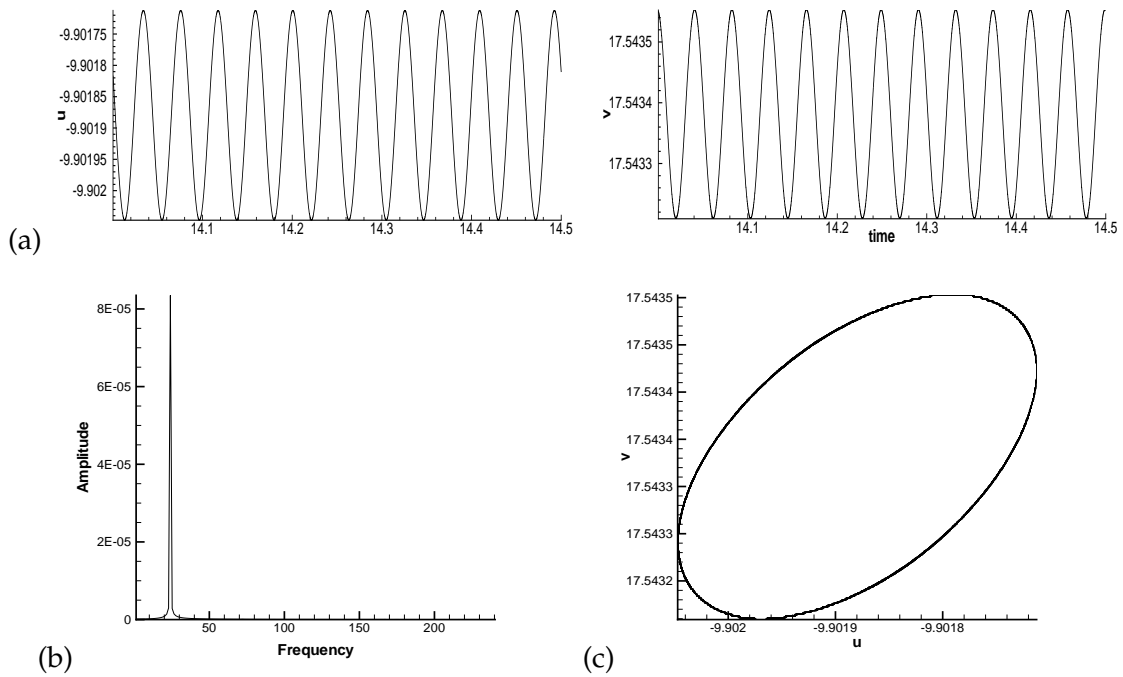 -9.90175
-9.9018
-9.90185
-9.9019
-9.90195
-9.902
u
14.1 14.2 14.3 14.4 14.5
17.5435
17.5434
17.5433
v
14.1 14.2 14.3 14.4 14.5
time
(a)
8E-05
6E-05
4E-05
2E-05
0
Amplitude
50 100 150 200
Frequency
(b)
17.5435
17.5435
17.5434
17.5434
17.5433
17.5433
17.5432
v
-9.902 -9.9019 -9.9018
u
(c)